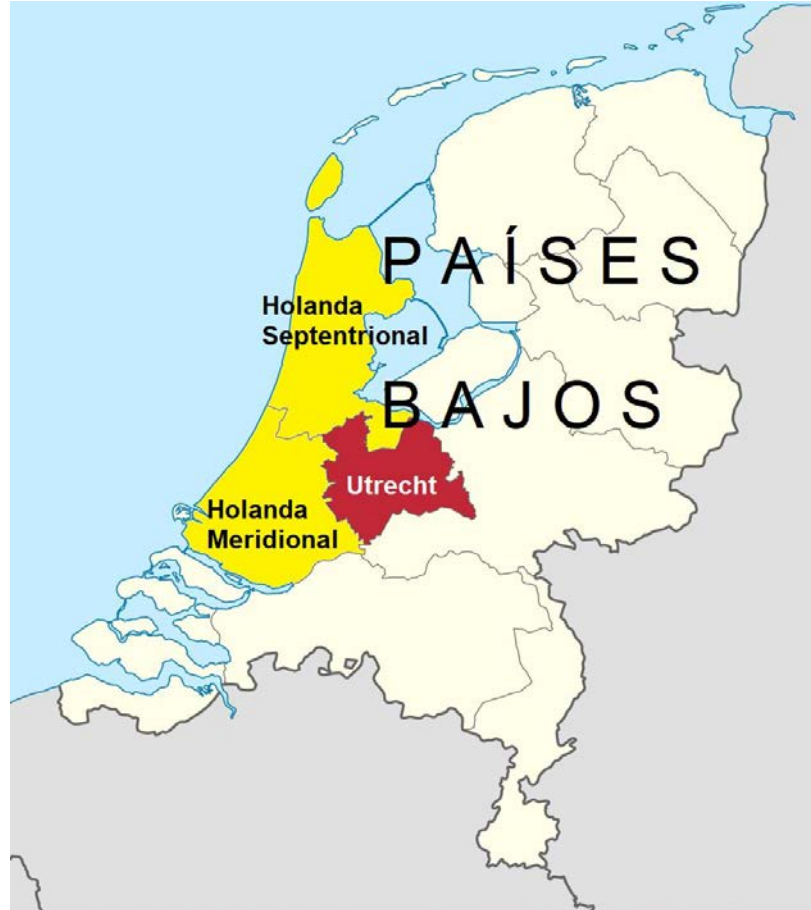 PAÍSES
Holanda
Septentrional
BAJOS
Utrecht
Holanda
Meridional